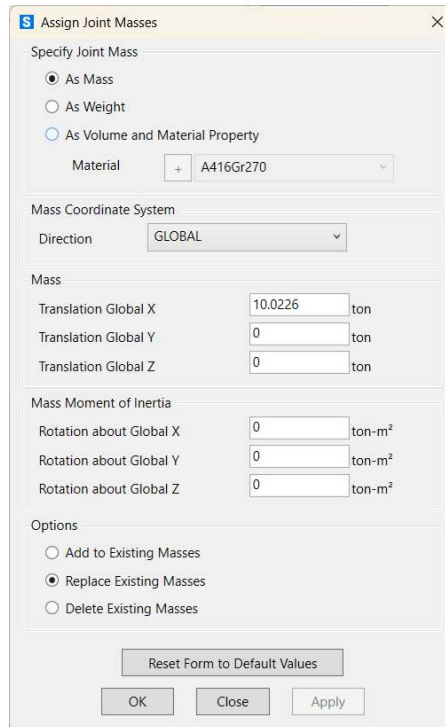 S Assign Joint Masses
Specify Joint Mass
As Mass
As Weight
As Volume and Material Property
Material + A416Gr270
Mass Coordinate System
Direction GLOBAL
Mass
Translation Global X 10.0226 ton
Translation Global Y 0 ton
Translation Global Z 0 ton
Mass Moment of Inertia
Rotation about Global X 0 ton-m²
Rotation about Global Y 0 ton-m²
Rotation about Global Z 0 ton-m²
Options
Add to Existing Masses
Replace Existing Masses
Delete Existing Masses
Reset Form to Default Values
OK Close Apply